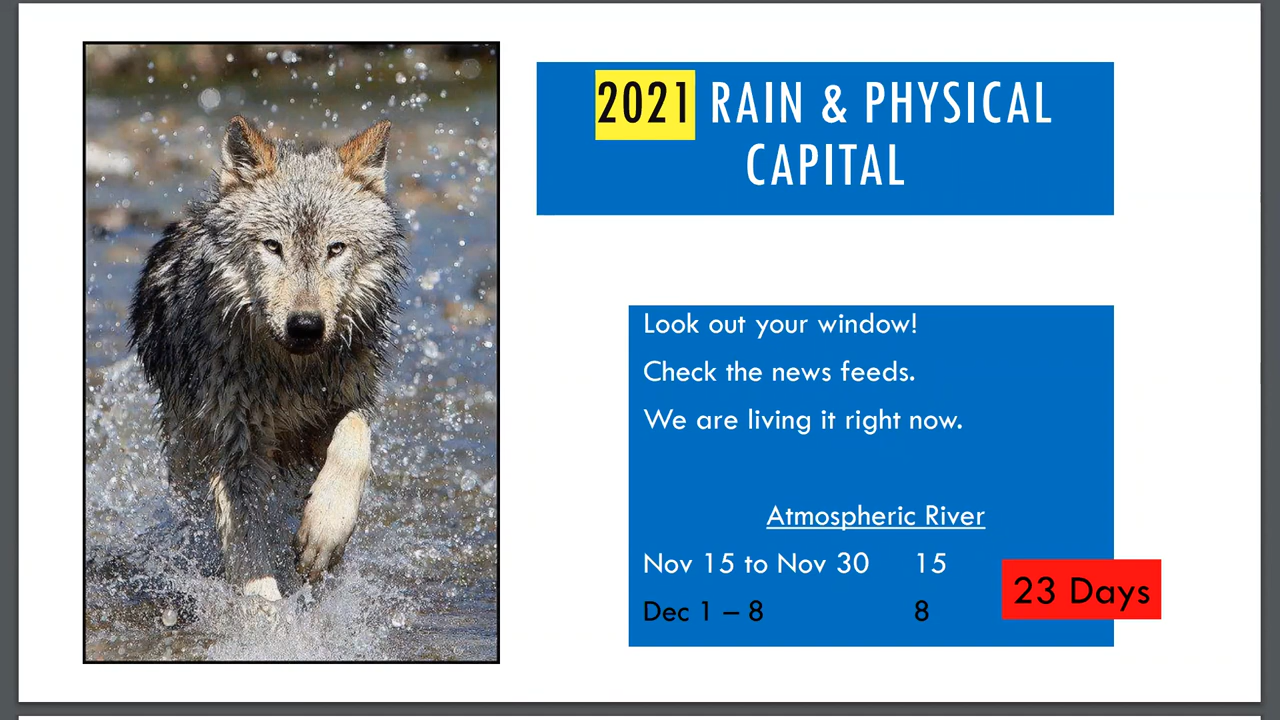 2021 RAIN & PHYSICAL
CAPITAL
Look out your window!
Check the news feeds.
We are living it right now.
Atmospheric River
Nov 15 to Nov 30 15
Dec 1 – 8 8
23 Days